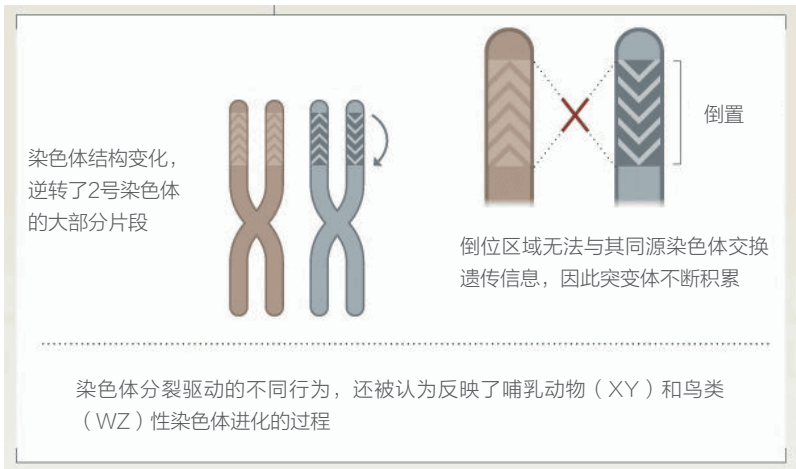 染色体结构变化，
逆转了2号染色体
的大部分片段
倒置
倒位区域无法与其同源染色体交换
遗传信息，因此突变体不断积累
染色体分裂驱动的不同行为，还被认为反映了哺乳动物（XY）和鸟类
（WZ）性染色体进化的过程